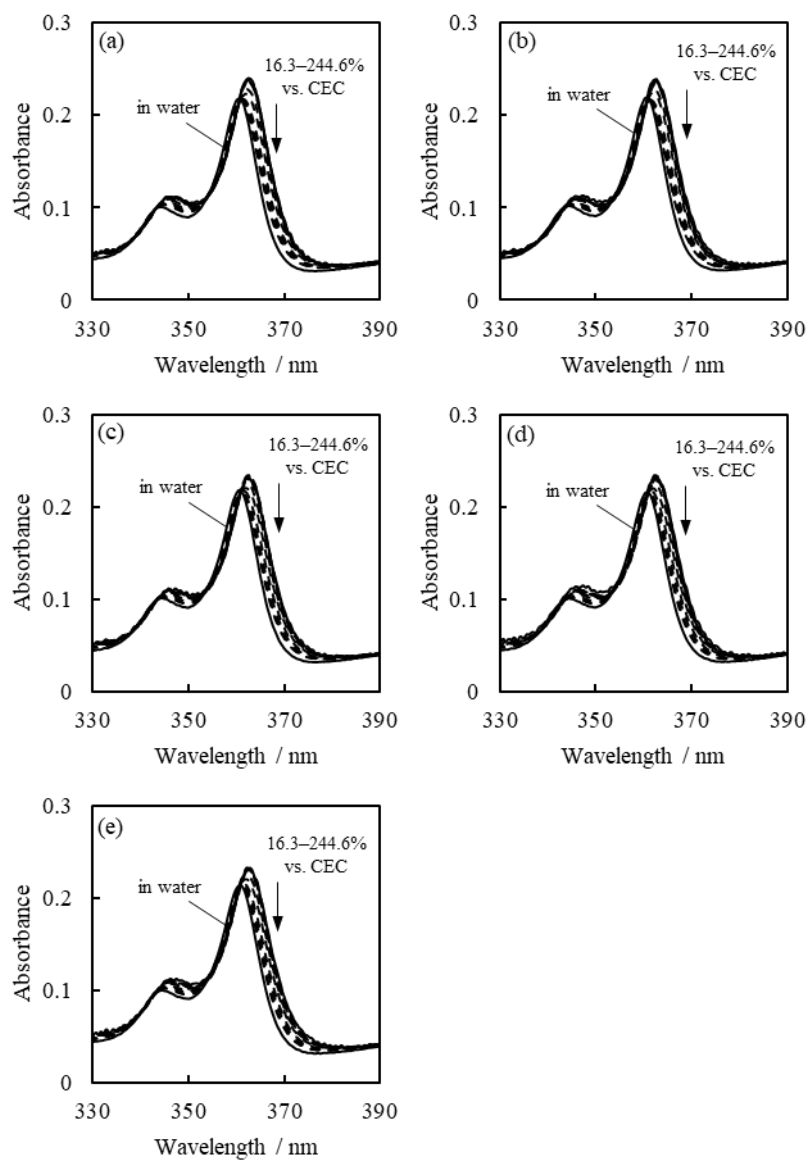 (a)
16.3–244.6%
vs. CEC
in water
Absorbance
0.3
0.2
0.1
0
330 350 370 390
Wavelength / nm
(b)
16.3–244.6%
vs. CEC
in water
Absorbance
0.3
0.2
0.1
0
330 350 370 390
Wavelength / nm
(c)
16.3–244.6%
vs. CEC
in water
Absorbance
0.3
0.2
0.1
0
330 350 370 390
Wavelength / nm
(d)
16.3–244.6%
vs. CEC
in water
Absorbance
0.3
0.2
0.1
0
330 350 370 390
Wavelength / nm
(e)
16.3–244.6%
vs. CEC
in water
Absorbance
0.3
0.2
0.1
0
330 350 370 390
Wavelength / nm